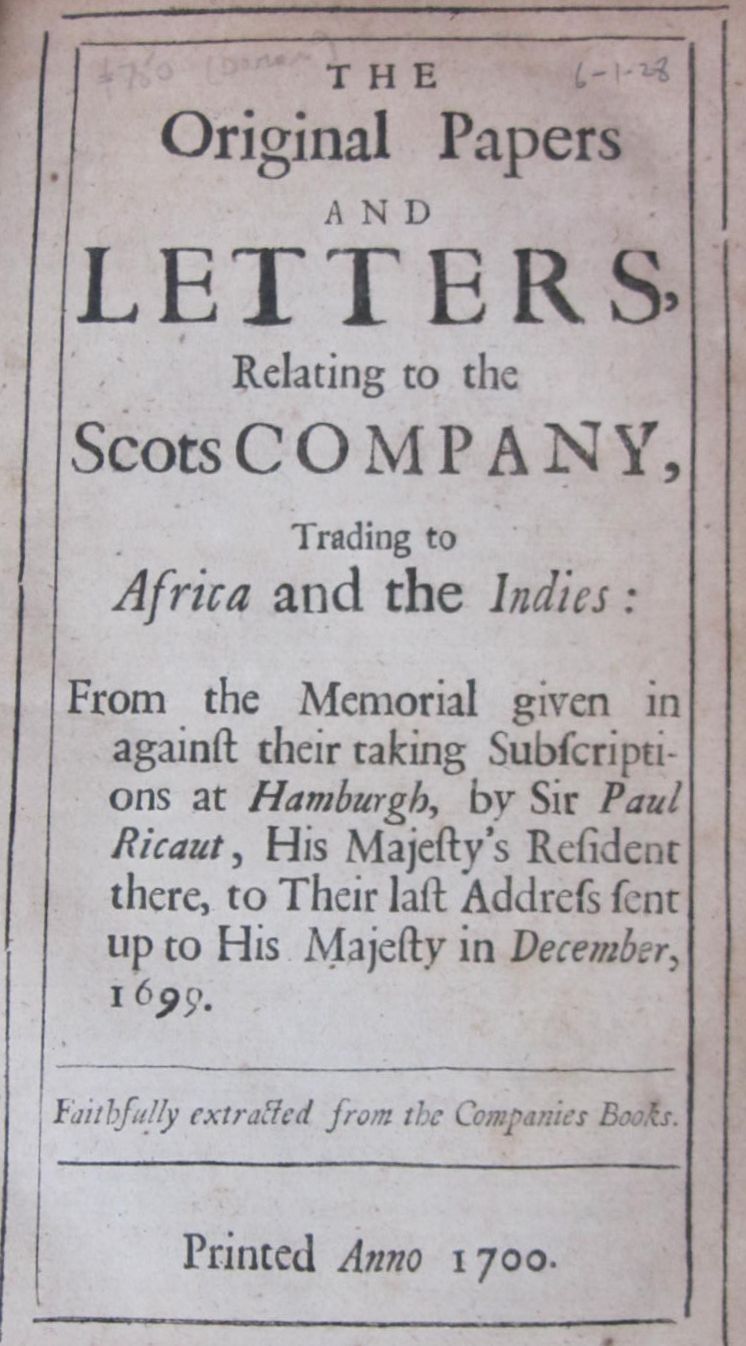 6-1-28
THE
Original Papers
AND
LETTERS,
Relating to the
Scots COMPANY,
Trading to
Africa and the Indies:
From the Memorial given in
againſt their taking Subſcripti-
ons at Hamburgh, by Sir Paul
Ricaut, His Majeſty's Reſident
there, to Their laſt Addreſs ſent
up to His Majeſty in December,
1699.
Faithfully extracted from the Companies Books.
Printed Anno 1700.